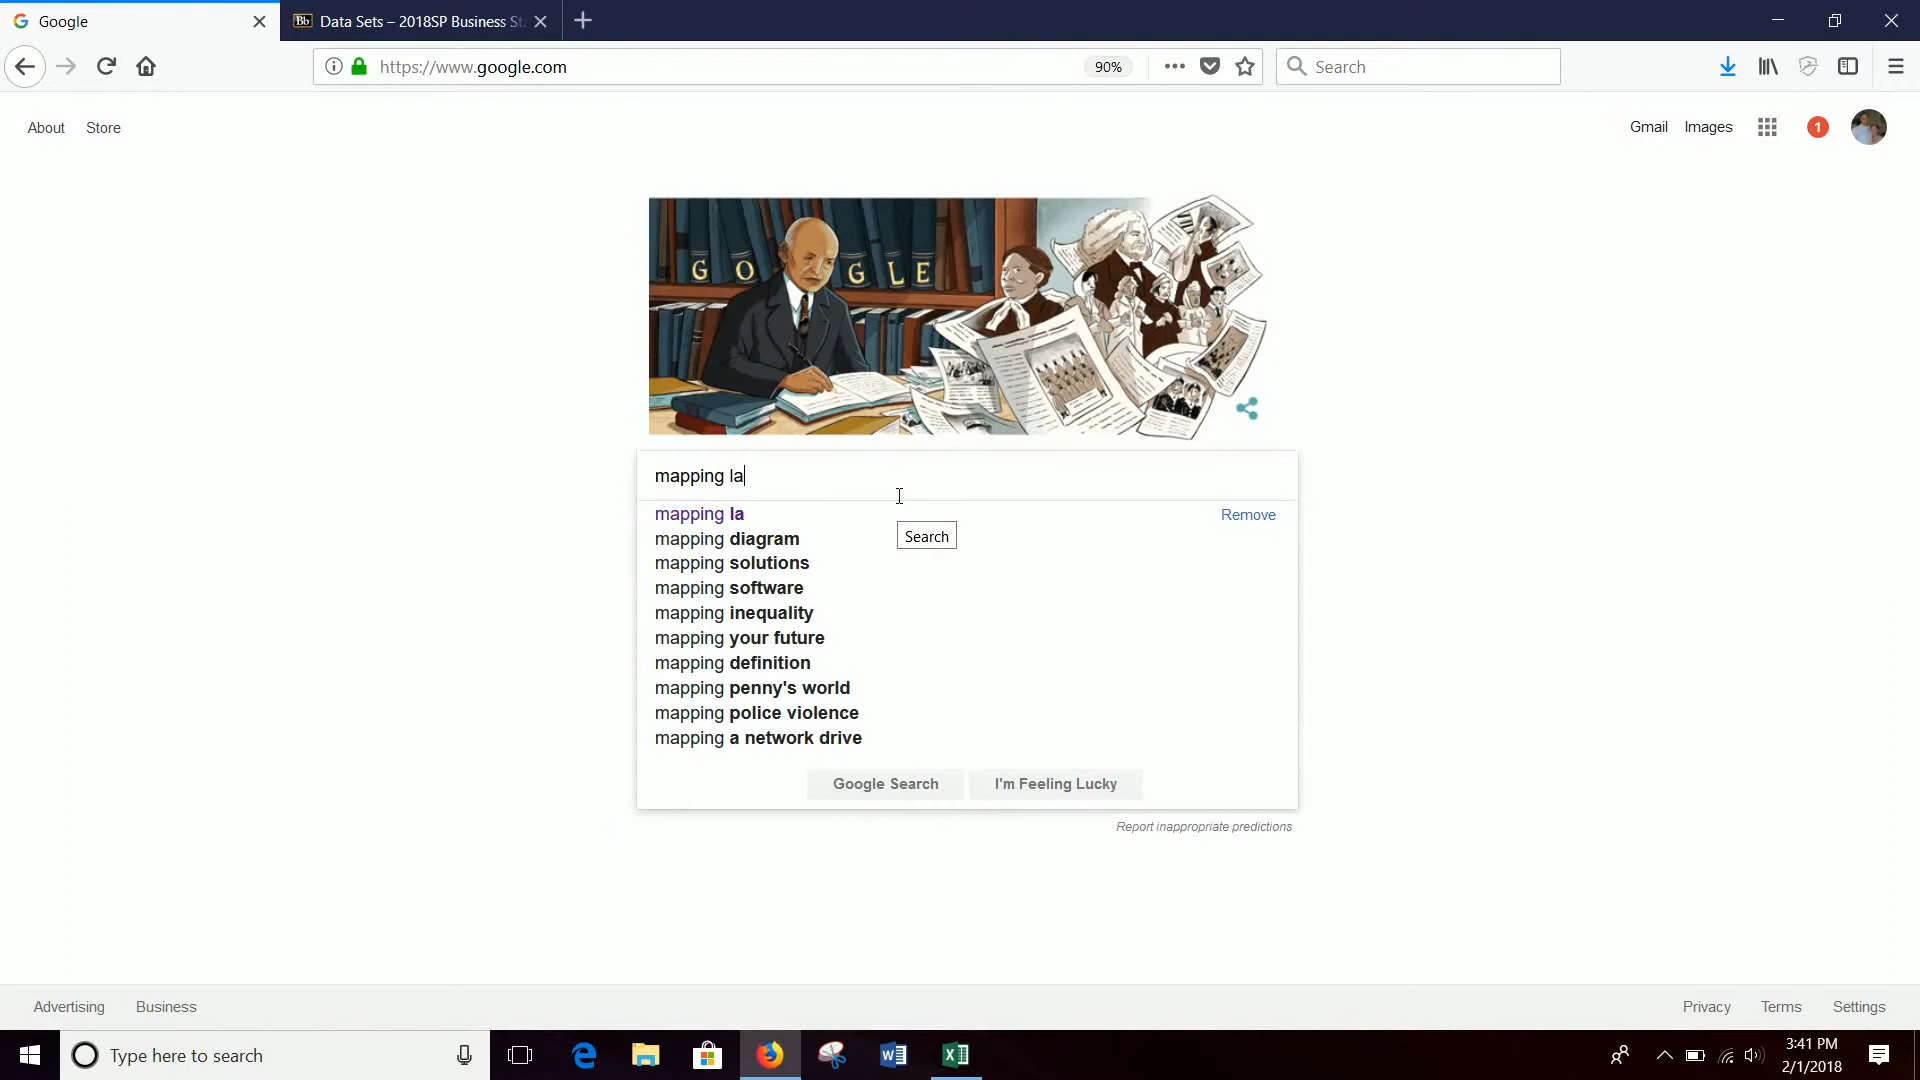 Google
Data Sets – 2018SP Business St
https://www.google.com
90%
Search
About
Store
Gmail
Images
1
GO GLE
mapping la
mapping la
Remove
mapping diagram
Search
mapping solutions
mapping software
mapping inequality
mapping your future
mapping definition
mapping penny's world
mapping police violence
mapping a network drive
Google Search
I'm Feeling Lucky
Report inappropriate predictions
Advertising
Business
Privacy
Terms
Settings
Type here to search
3:41 PM
2/1/2018